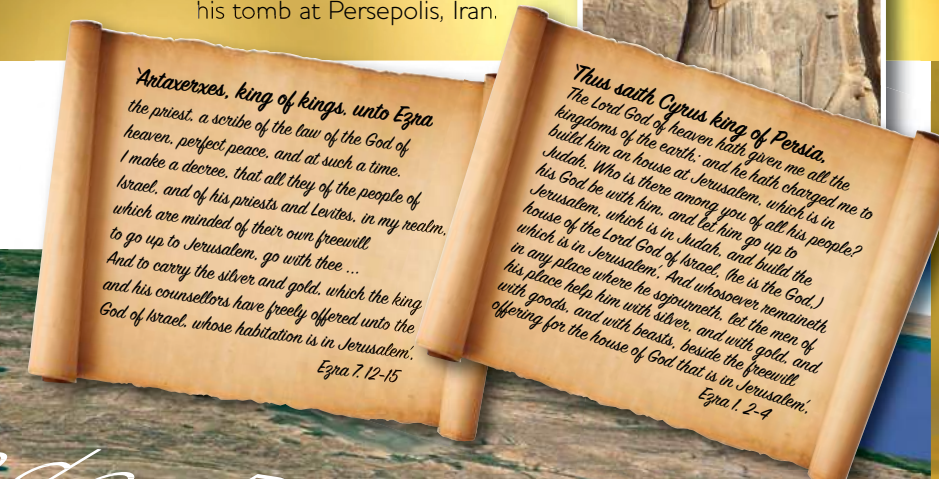 his tomb at Persepolis, Iran.
'Artaxerxes, king of kings, unto Ezra
the priest, a scribe of the law of the God of
heaven, perfect peace, and at such a time.
I make a decree, that all they of the people of
Israel, and of his priests and Levites, in my realm,
which are minded of their own freewill
to go up to Jerusalem, go with thee ...
And to carry the silver and gold, which the king
and his counsellors have freely offered unto the
God of Israel, whose habitation is in Jerusalem'.
Ezra 7. 12-15
'Thus saith Cyrus king of Persia,
The Lord God of heaven hath given me all the
kingdoms of the earth; and he hath charged me to
build him an house at Jerusalem, which is in
Judah. Who is there among you of all his people?
his God be with him, and let him go up to
Jerusalem, which is in Judah, and build the
house of the Lord God of Israel, (he is the God,)
which is in Jerusalem.' And whosoever remaineth
in any place where he sojourneth, let the men of
his place help him with silver, and with gold, and
with goods, and with beasts, beside the freewill
offering for the house of God that is in Jerusalem'.
Ezra 1. 2-4